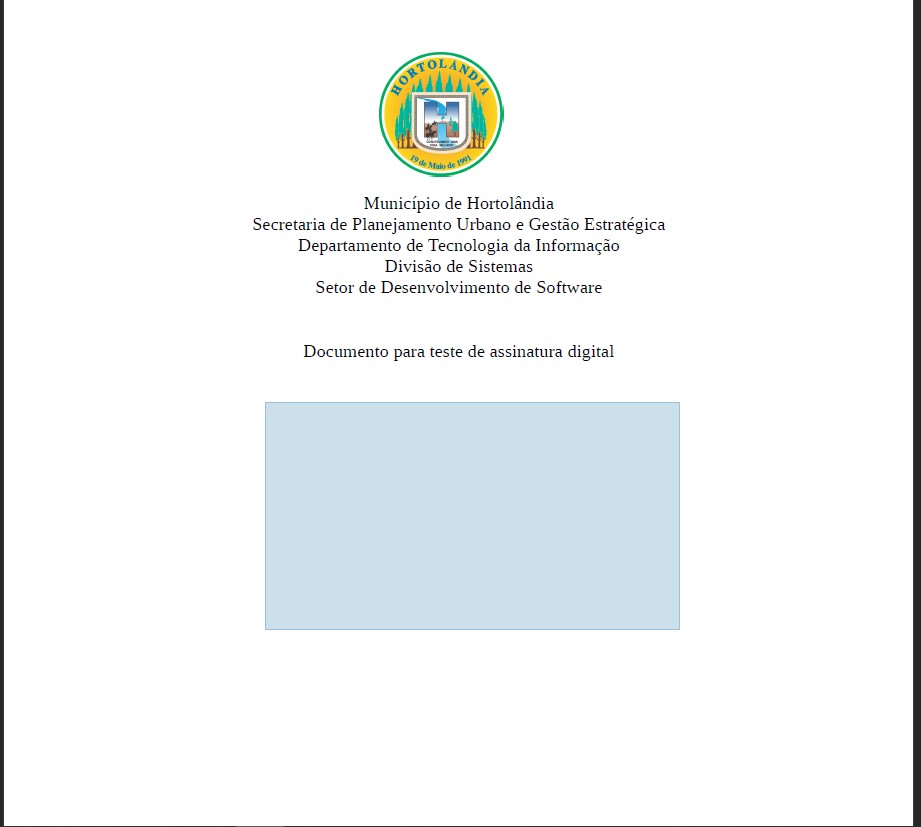 HORTOLÂNDIA
19 de Maio de 1991
Município de Hortolândia
Secretaria de Planejamento Urbano e Gestão Estratégica
Departamento de Tecnologia da Informação
Divisão de Sistemas
Setor de Desenvolvimento de Software
Documento para teste de assinatura digital